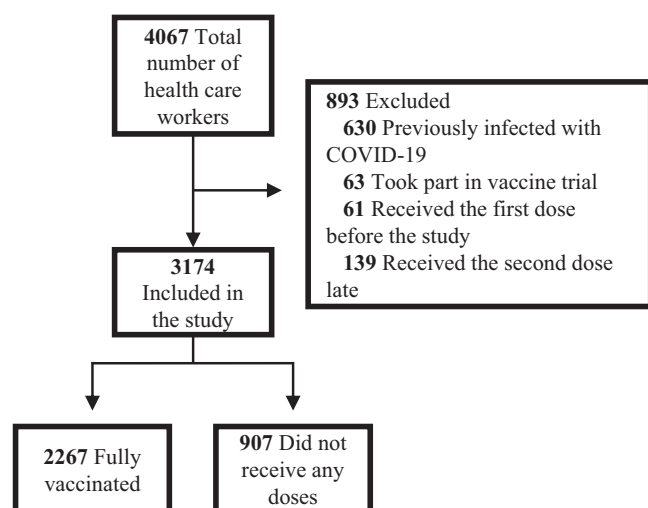 4067 Total
number of
health care
workers
893 Excluded
630 Previously infected with
COVID-19
63 Took part in vaccine trial
61 Received the first dose
before the study
139 Received the second dose
late
3174
Included in
the study
2267 Fully
vaccinated
907 Did not
receive any
doses